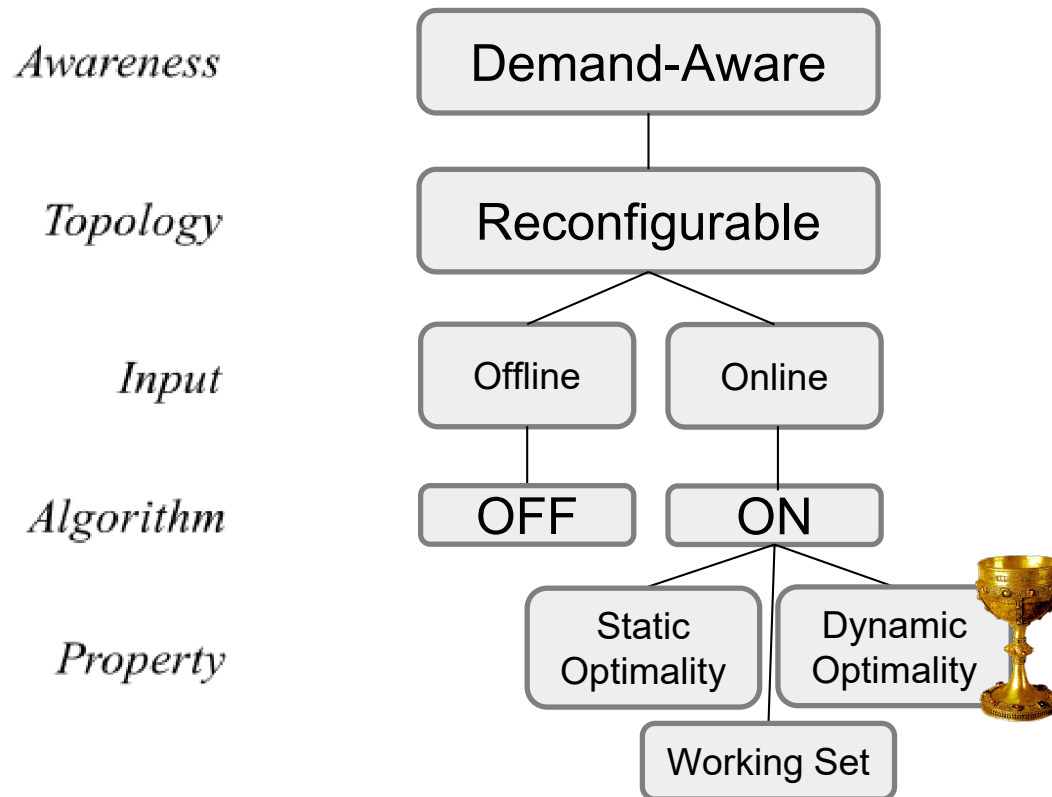 Awareness
Demand-Aware
Topology
Reconfigurable
Input
Offline
Online
Algorithm
OFF
ON
Property
Static
Optimality
Dynamic
Optimality
Working Set